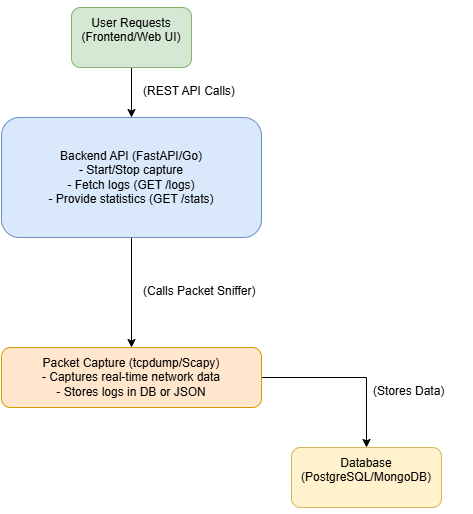 User Requests
(Frontend/Web UI)
(REST API Calls)
Backend API (FastAPI/Go)
- Start/Stop capture
- Fetch logs (GET /logs)
- Provide statistics (GET /stats)
(Calls Packet Sniffer)
Packet Capture (tcpdump/Scapy)
- Captures real-time network data
- Stores logs in DB or JSON
(Stores Data)
Database
(PostgreSQL/MongoDB)